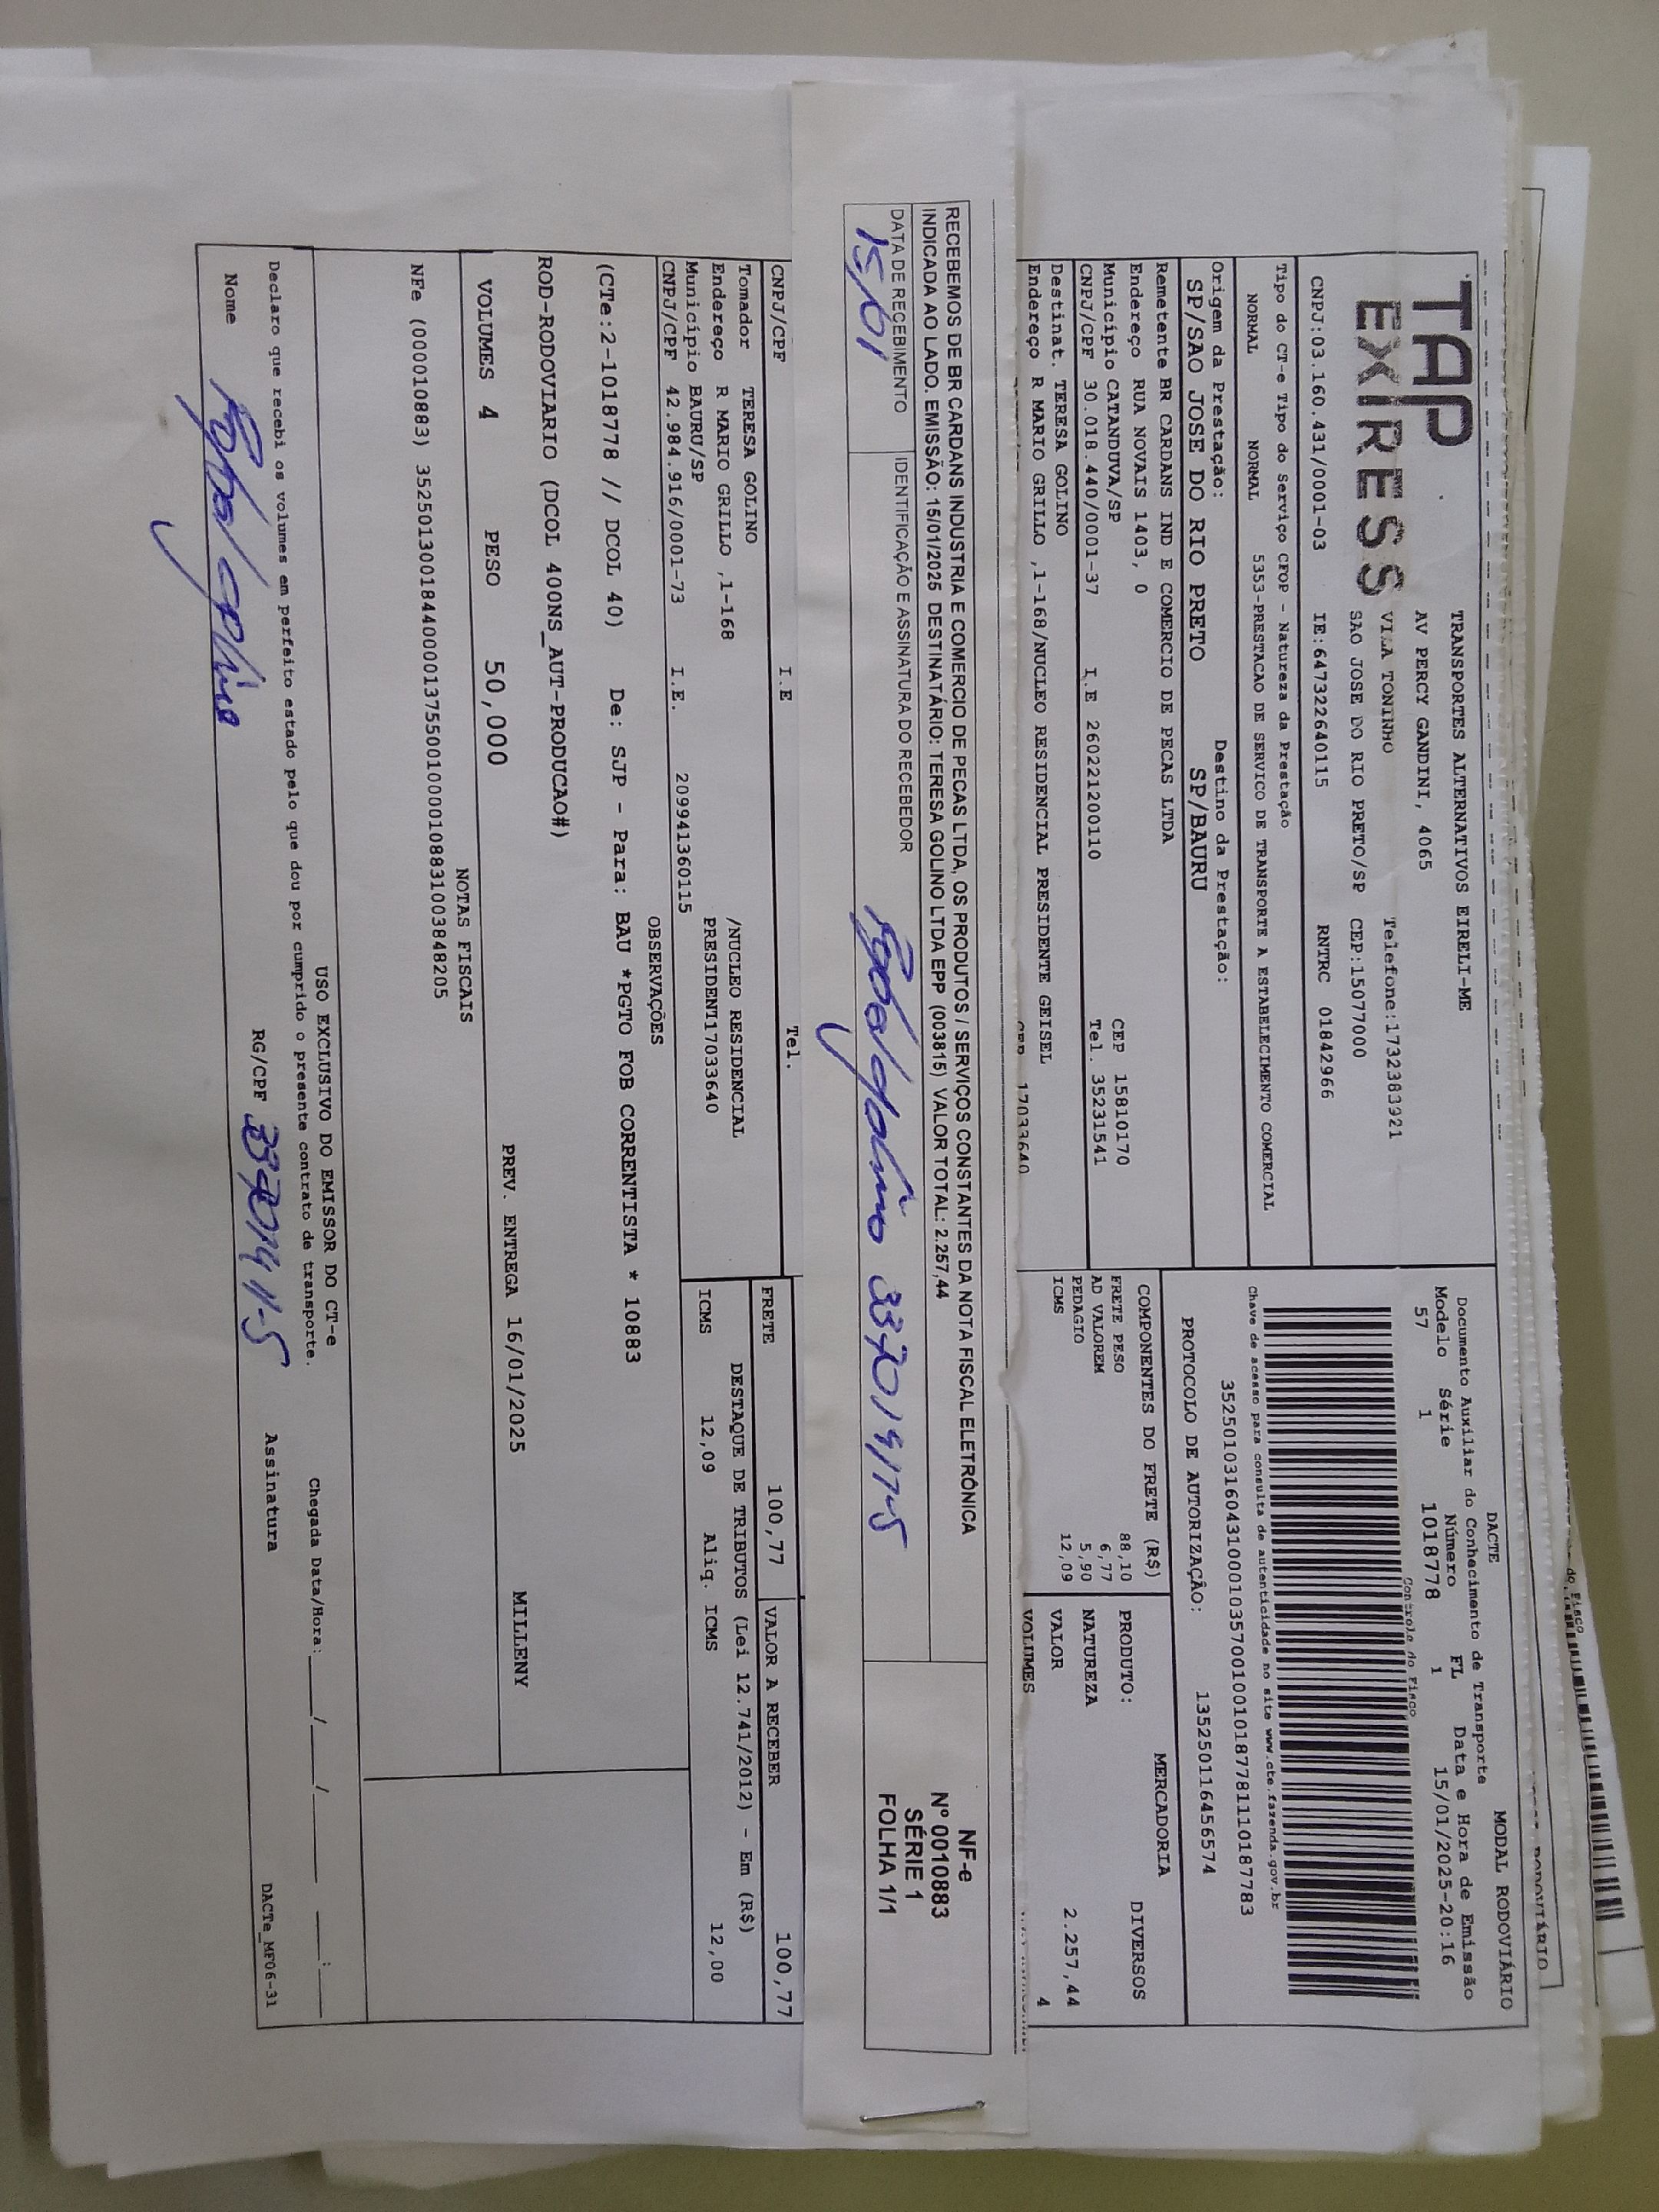 TAP
EXPRESS
TRANSPORTES ALTERNATIVOS EIRELI-ME
AV PERCY GANDINI, 4065
Telefone:1732383921
VILA TONINHO
SAO JOSE DO RIO PRETO/SP CEP:15077000
CNPJ:03.160.431/0001-03 IE:647322640115 RNTRC 01842966
Tipo do CT-e Tipo do Serviço CFOP - Natureza da Prestação
NORMAL NORMAL 5353-PRESTACAO DE SERVICO DE TRANSPORTE A ESTABELECIMENTO COMERCIAL
Origem da Prestação: Destino da Prestação:
SP/SAO JOSE DO RIO PRETO SP/BAURU
Remetente BR CARDANS IND E COMERCIO DE PECAS LTDA
Endereço RUA NOVAIS 1403, 0
Município CATANDUVA/SP CEP 15810170
CNPJ/CPF 30.018.440/0001-37 I.E 260221200110 Tel. 35231541
Destinat. TERESA GOLINO
Endereço R MARIO GRILLO ,1-168/NUCLEO RESIDENCIAL PRESIDENTE GEISEL
CEP 17033640
DACTE
MODAL RODOVIÁRIO
Documento Auxiliar do Conhecimento de Transporte
Modelo Série Número FL Data e Hora de Emissão
57 1 1018778 1 15/01/2025-20:16
Controle do Fisco
Chave de acesso para consulta de autenticidade no site www.cte.fazenda.gov.br
35250103160431000103570010010187781110187783
PROTOCOLO DE AUTORIZAÇÃO: 135250116456574
COMPONENTES DO FRETE (R$)
FRETE PESO 88,10
AD VALOREM 6,77
PEDAGIO 5,90
ICMS 12,09
MERCADORIA
PRODUTO: DIVERSOS
NATUREZA
VALOR 2.257,44
VOLUMES 4
RECEBEMOS DE BR CARDANS INDUSTRIA E COMERCIO DE PECAS LTDA, OS PRODUTOS / SERVIÇOS CONSTANTES DA NOTA FISCAL ELETRÔNICA
INDICADA AO LADO. EMISSÃO: 15/01/2025 DESTINATÁRIO: TERESA GOLINO LTDA EPP (003815) VALOR TOTAL: 2.257,44
DATA DE RECEBIMENTO IDENTIFICAÇÃO E ASSINATURA DO RECEBEDOR
15/01
NF-e
Nº 0010883
SÉRIE 1
FOLHA 1/1
CNPJ/CPF I.E Tel.
Tomador TERESA GOLINO
Endereço R MARIO GRILLO ,1-168 /NUCLEO RESIDENCIAL
Município BAURU/SP PRESIDENT17033640
CNPJ/CPF 42.984.916/0001-73 I.E. 209941360115
FRETE 100,77 VALOR A RECEBER 100,77
DESTAQUE DE TRIBUTOS (Lei 12.741/2012) - Em (R$)
ICMS 12,09 Aliq. ICMS 12,00
OBSERVAÇÕES
(CTe:2-1018778 // DCOL 40) De: SJP - Para: BAU *PGTO FOB CORRENTISTA * 10883
ROD-RODOVIARIO (DCOL 400NS_AUT-PRODUCAO#)
VOLUMES 4 PESO 50,000 PREV. ENTREGA 16/01/2025 MILLENY
NOTAS FISCAIS
NFe (000010883) 35250130018440000137550010000108831003848205
USO EXCLUSIVO DO EMISSOR DO CT-e
Declaro que recebi os volumes em perfeito estado pelo que dou por cumprido o presente contrato de transporte.
Chegada Data/Hora:____/____/______ ___:___
Nome RG/CPF Assinatura
DACTe_MF06-31